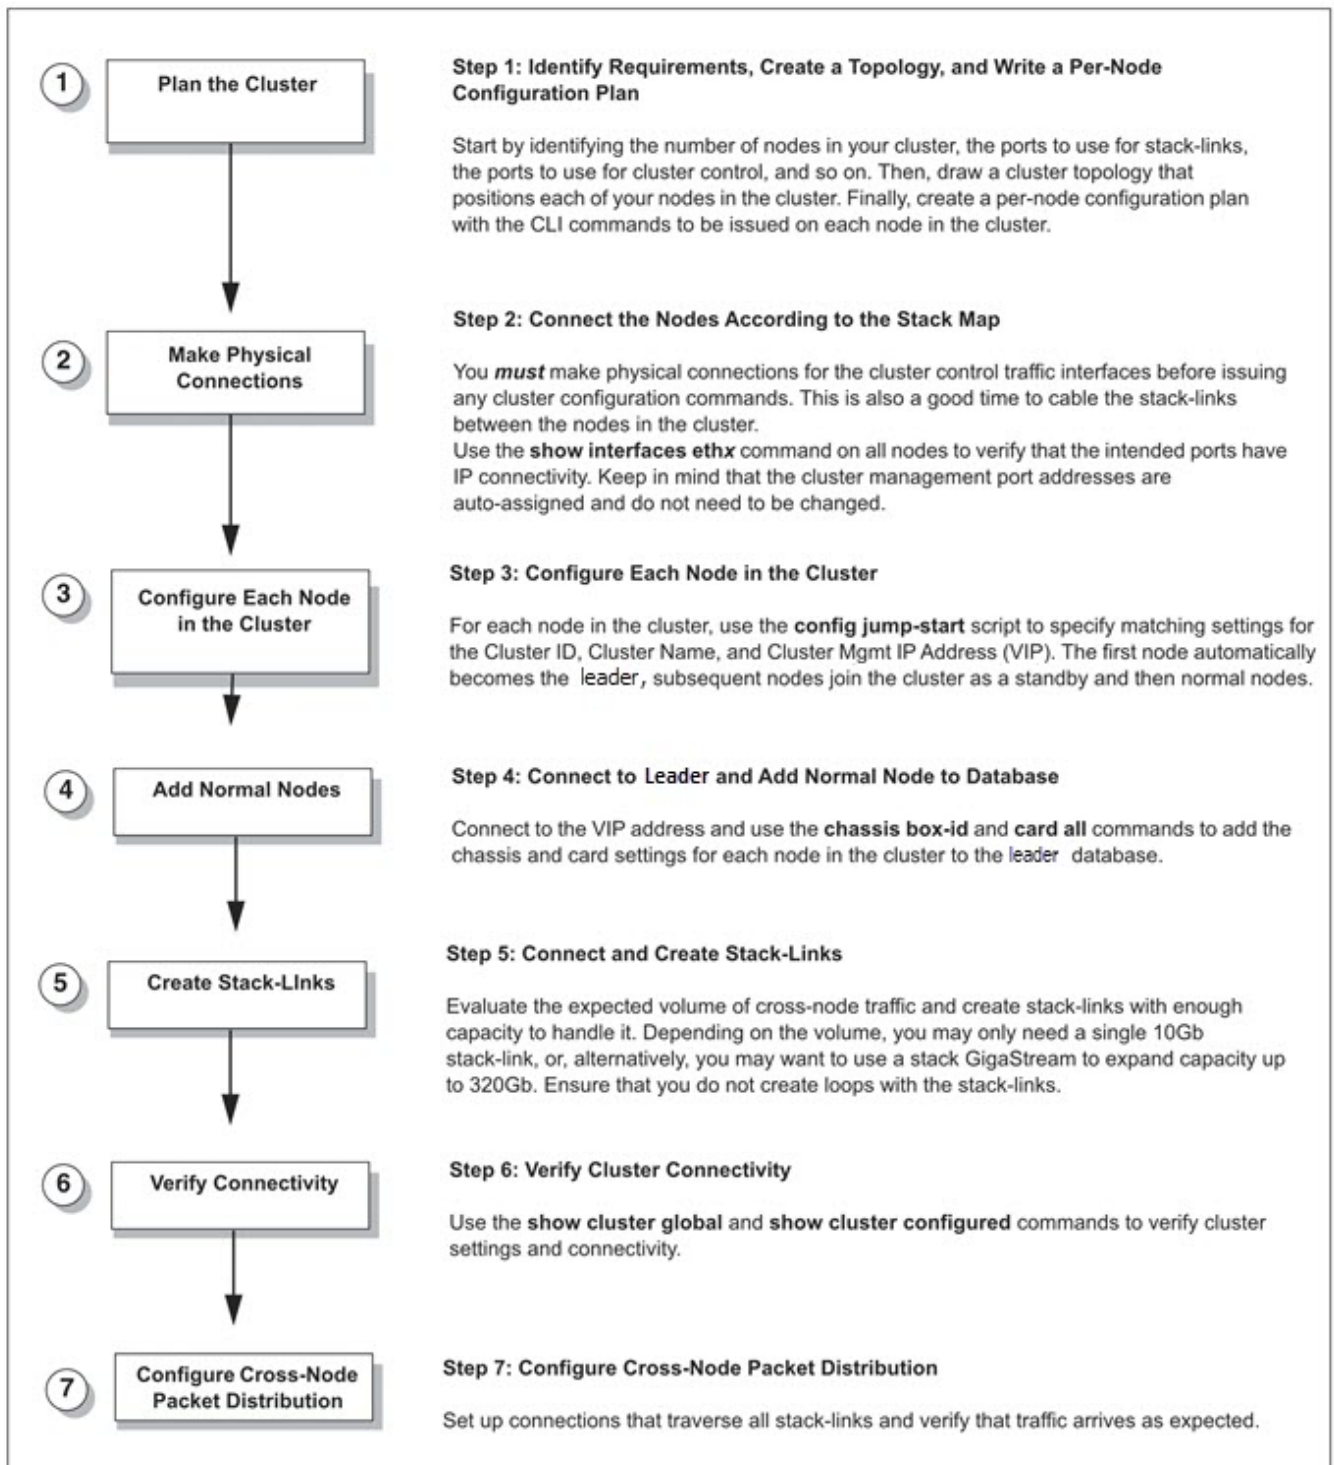 1
Plan the Cluster
Step 1: Identify Requirements, Create a Topology, and Write a Per-Node
Configuration Plan
Start by identifying the number of nodes in your cluster, the ports to use for stack-links,
the ports to use for cluster control, and so on. Then, draw a cluster topology that
positions each of your nodes in the cluster. Finally, create a per-node configuration plan
with the CLI commands to be issued on each node in the cluster.
2
Make Physical
Connections
Step 2: Connect the Nodes According to the Stack Map
You must make physical connections for the cluster control traffic interfaces before issuing
any cluster configuration commands. This is also a good time to cable the stack-links
between the nodes in the cluster.
Use the show interfaces ethx command on all nodes to verify that the intended ports have
IP connectivity. Keep in mind that the cluster management port addresses are
auto-assigned and do not need to be changed.
3
Configure Each Node
in the Cluster
Step 3: Configure Each Node in the Cluster
For each node in the cluster, use the config jump-start script to specify matching settings for
the Cluster ID, Cluster Name, and Cluster Mgmt IP Address (VIP). The first node automatically
becomes the leader, subsequent nodes join the cluster as a standby and then normal nodes.
4
Add Normal Nodes
Step 4: Connect to Leader and Add Normal Node to Database
Connect to the VIP address and use the chassis box-id and card all commands to add the
chassis and card settings for each node in the cluster to the leader database.
5
Create Stack-LInks
Step 5: Connect and Create Stack-Links
Evaluate the expected volume of cross-node traffic and create stack-links with enough
capacity to handle it. Depending on the volume, you may only need a single 10Gb
stack-link, or, alternatively, you may want to use a stack GigaStream to expand capacity up
to 320Gb. Ensure that you do not create loops with the stack-links.
6
Verify Connectivity
Step 6: Verify Cluster Connectivity
Use the show cluster global and show cluster configured commands to verify cluster
settings and connectivity.
7
Configure Cross-Node
Packet Distribution
Step 7: Configure Cross-Node Packet Distribution
Set up connections that traverse all stack-links and verify that traffic arrives as expected.